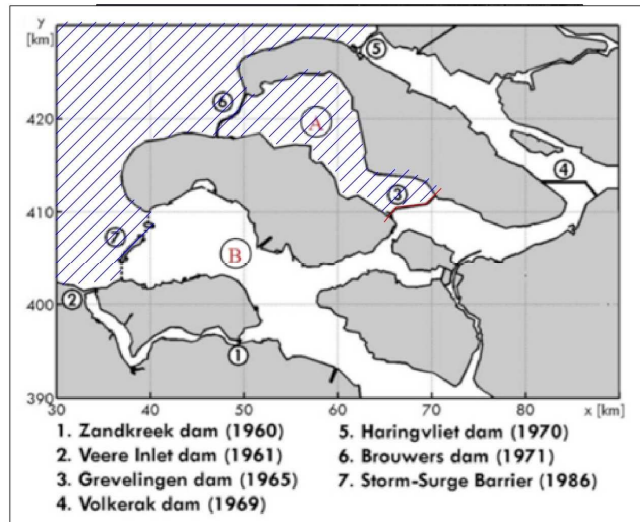 y
[km]
5
6
A
420
4
3
410
7
B
400
2
1
390
30 40 50 60 70 80 x [km]
1. Zandkreek dam (1960)
2. Veere Inlet dam (1961)
3. Grevelingen dam (1965)
4. Volkerak dam (1969)
5. Haringvliet dam (1970)
6. Brouwers dam (1971)
7. Storm-Surge Barrier (1986)